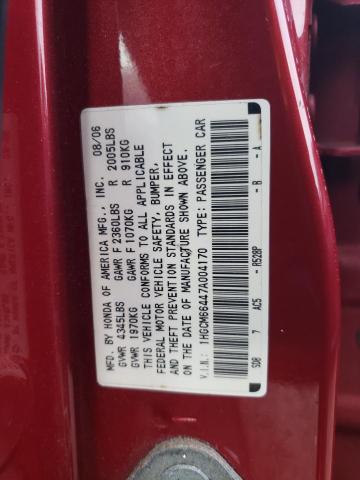 MFD. BY HONDA OF AMERICA MFG., INC. 08/06
GVWR 4345LBS GAWR F 2360LBS R 2005LBS
GVWR 1970KG GAWR F 1070KG R 910KG
THIS VEHICLE CONFORMS TO ALL APPLICABLE
FEDERAL MOTOR VEHICLE SAFETY, BUMPER,
AND THEFT PREVENTION STANDARDS IN EFFECT
ON THE DATE OF MANUFACTURE SHOWN ABOVE.
V.I.N.: 1HGCM66447A004170 TYPE: PASSENGER CAR
SDB 7 AC5 - R528P - B - A